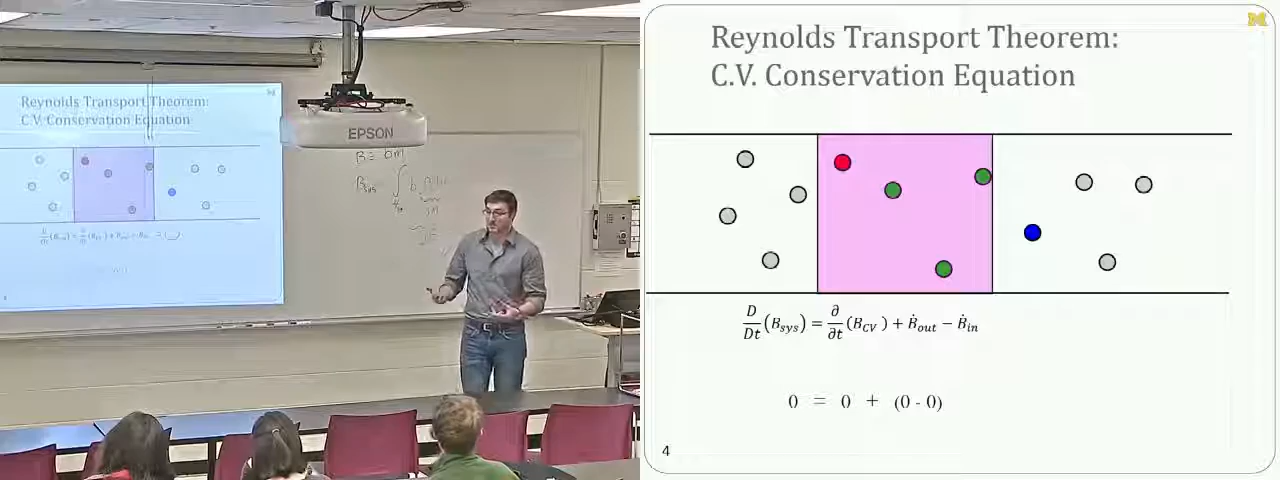 Reynolds Transport Theorem:
C.V. Conservation Equation
EPSON
B = bm
Reynolds Transport Theorem:
C.V. Conservation Equation
M
D/Dt (B_sys) = ∂/∂t (B_CV) + Ḃ_out − Ḃ_in
0 = 0 + (0 - 0)
4